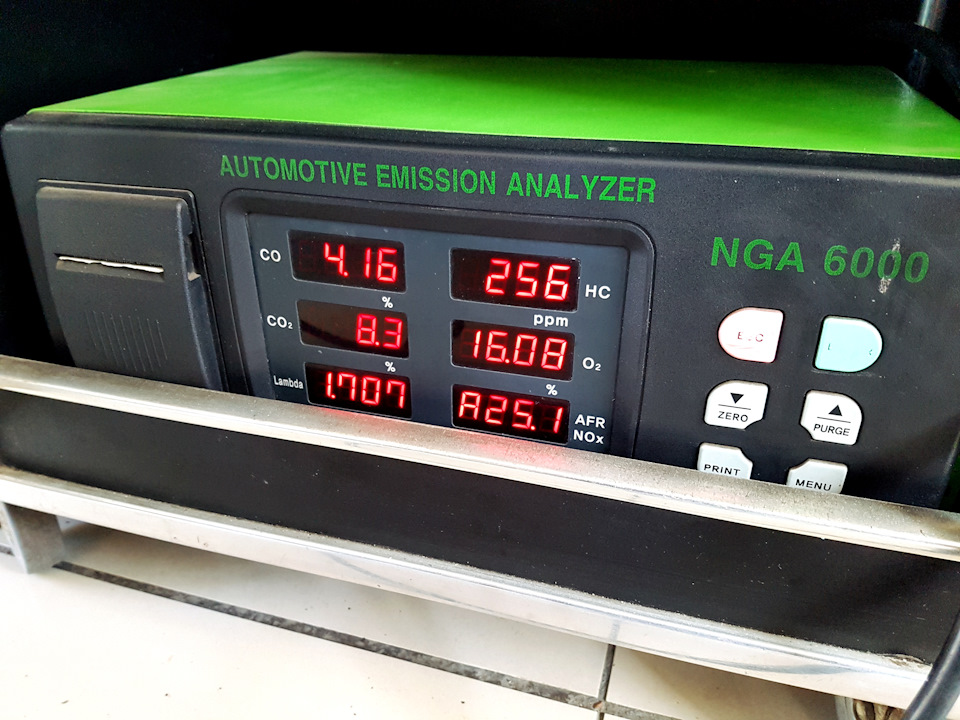 AUTOMOTIVE EMISSION ANALYZER
NGA 6000
CO 4.16 %
256 HC ppm
CO₂ 8.3 %
16.08 O₂ %
Lambda 1.707
A25.1 AFR NOx
ZERO
PURGE
PRINT
MENU